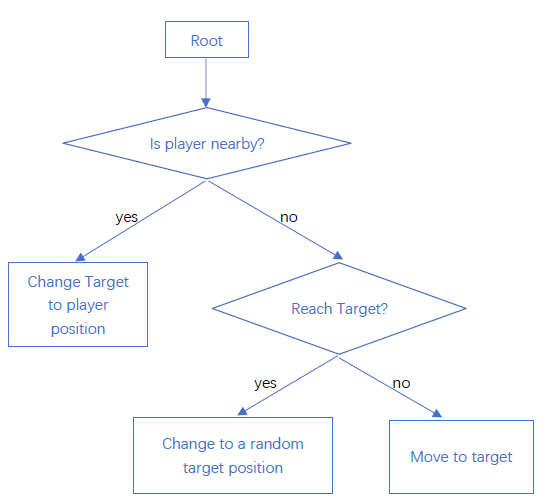 Root
Is player nearby?
yes
no
Change Target
to player
position
Reach Target?
yes
no
Change to a random
target position
Move to target